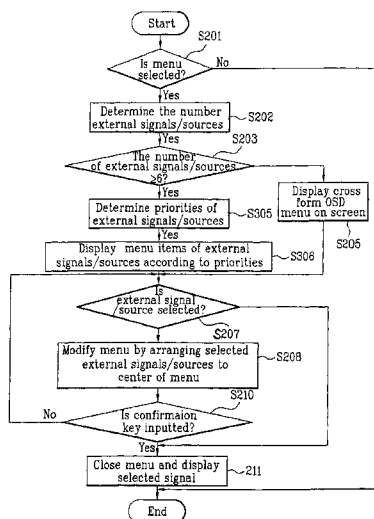 Start
S201
Is menu
selected?
No
Yes
Determine the number
external signals/sources
S202
Yes
S203
The number
of external signals/sources
≥6?
Yes
Display cross
form OSD
menu on screen
S205
Determine priorities of
external signals/sources
S305
Yes
Display menu items of external
signals/sources according to priorities
S306
Is
external signal
source selected?
S207
Modify menu by arranging selected
external signals/sources to
center of menu
S208
S210
No
Is confirmaion
key inputted?
Yes
Close menu and display
selected signal
211
End